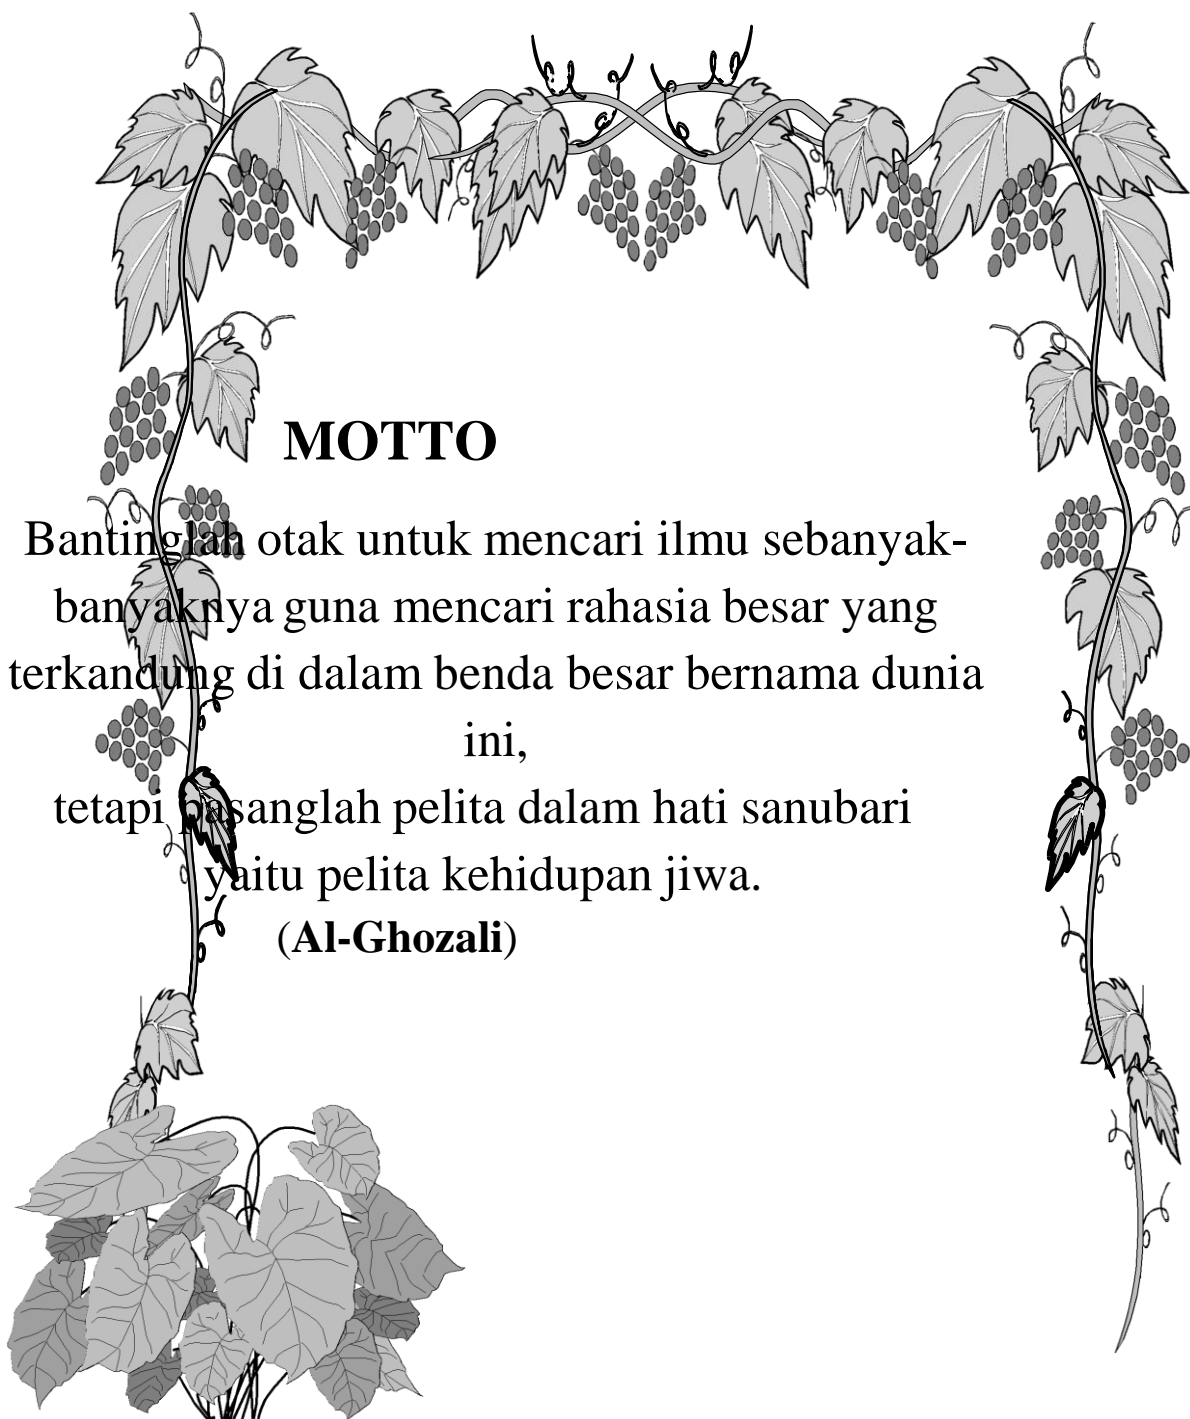 MOTTO
Bantinglah otak untuk mencari ilmu sebanyak-
banyaknya guna mencari rahasia besar yang
terkandung di dalam benda besar bernama dunia
ini,
tetapi pasanglah pelita dalam hati sanubari
yaitu pelita kehidupan jiwa.
(Al-Ghozali)